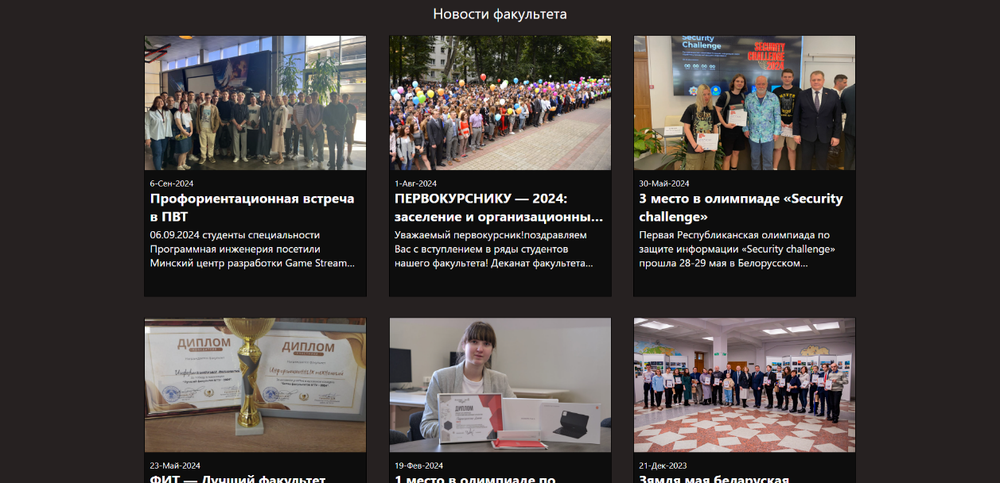 Новости факультета
Security
Challenge
SECURITY
CHALLENGE
2024
6-Сен-2024
Профориентационная встреча
в ПВТ
06.09.2024 студенты специальности
Программная инженерия посетили
Минский центр разработки Game Stream...
1-Авг-2024
ПЕРВОКУРСНИКУ — 2024:
заселение и организационны...
Уважаемый первокурсник!поздравляем
Вас с вступлением в ряды студентов
нашего факультета! Деканат факультета...
30-Май-2024
3 место в олимпиаде «Security
challenge»
Первая Республиканская олимпиада по
защите информации «Security challenge»
прошла 28-29 мая в Белорусском...
ДИПЛОМ
ДИПЛОМ
ДИПЛОМ
23-Май-2024
ФИТ — Лучший факультет
19-Фев-2024
1 место в олимпиаде по
21-Дек-2023
Зямля мая беларуская